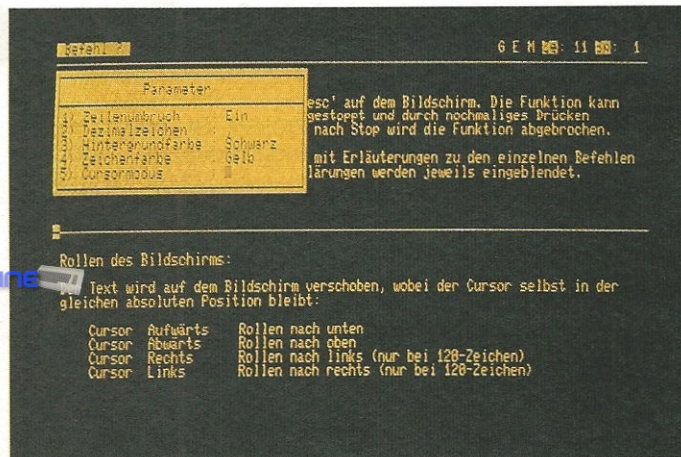 Befehl ?
G E M Ze: 11 Sp: 1
Parameter
1) Zeilenumbruch : Ein
2) Dezimalzeichen : .
3) Hintergrundfarbe : Schwarz
4) Zeichenfarbe : Gelb
5) Cursormodus
esc' auf dem Bildschirm. Die Funktion kann
gestoppt und durch nochmaliges Drücken
nach Stop wird die Funktion abgebrochen.
mit Erläuterungen zu den einzelnen Befehlen
lärungen werden jeweils eingeblendet.
Rollen des Bildschirms:
Text wird auf dem Bildschirm verschoben, wobei der Cursor selbst in der
gleichen absoluten Position bleibt:
Cursor Aufwärts Rollen nach unten
Cursor Abwärts Rollen nach oben
Cursor Rechts Rollen nach links (nur bei 120-Zeichen)
Cursor Links Rollen nach rechts (nur bei 120-Zeichen)